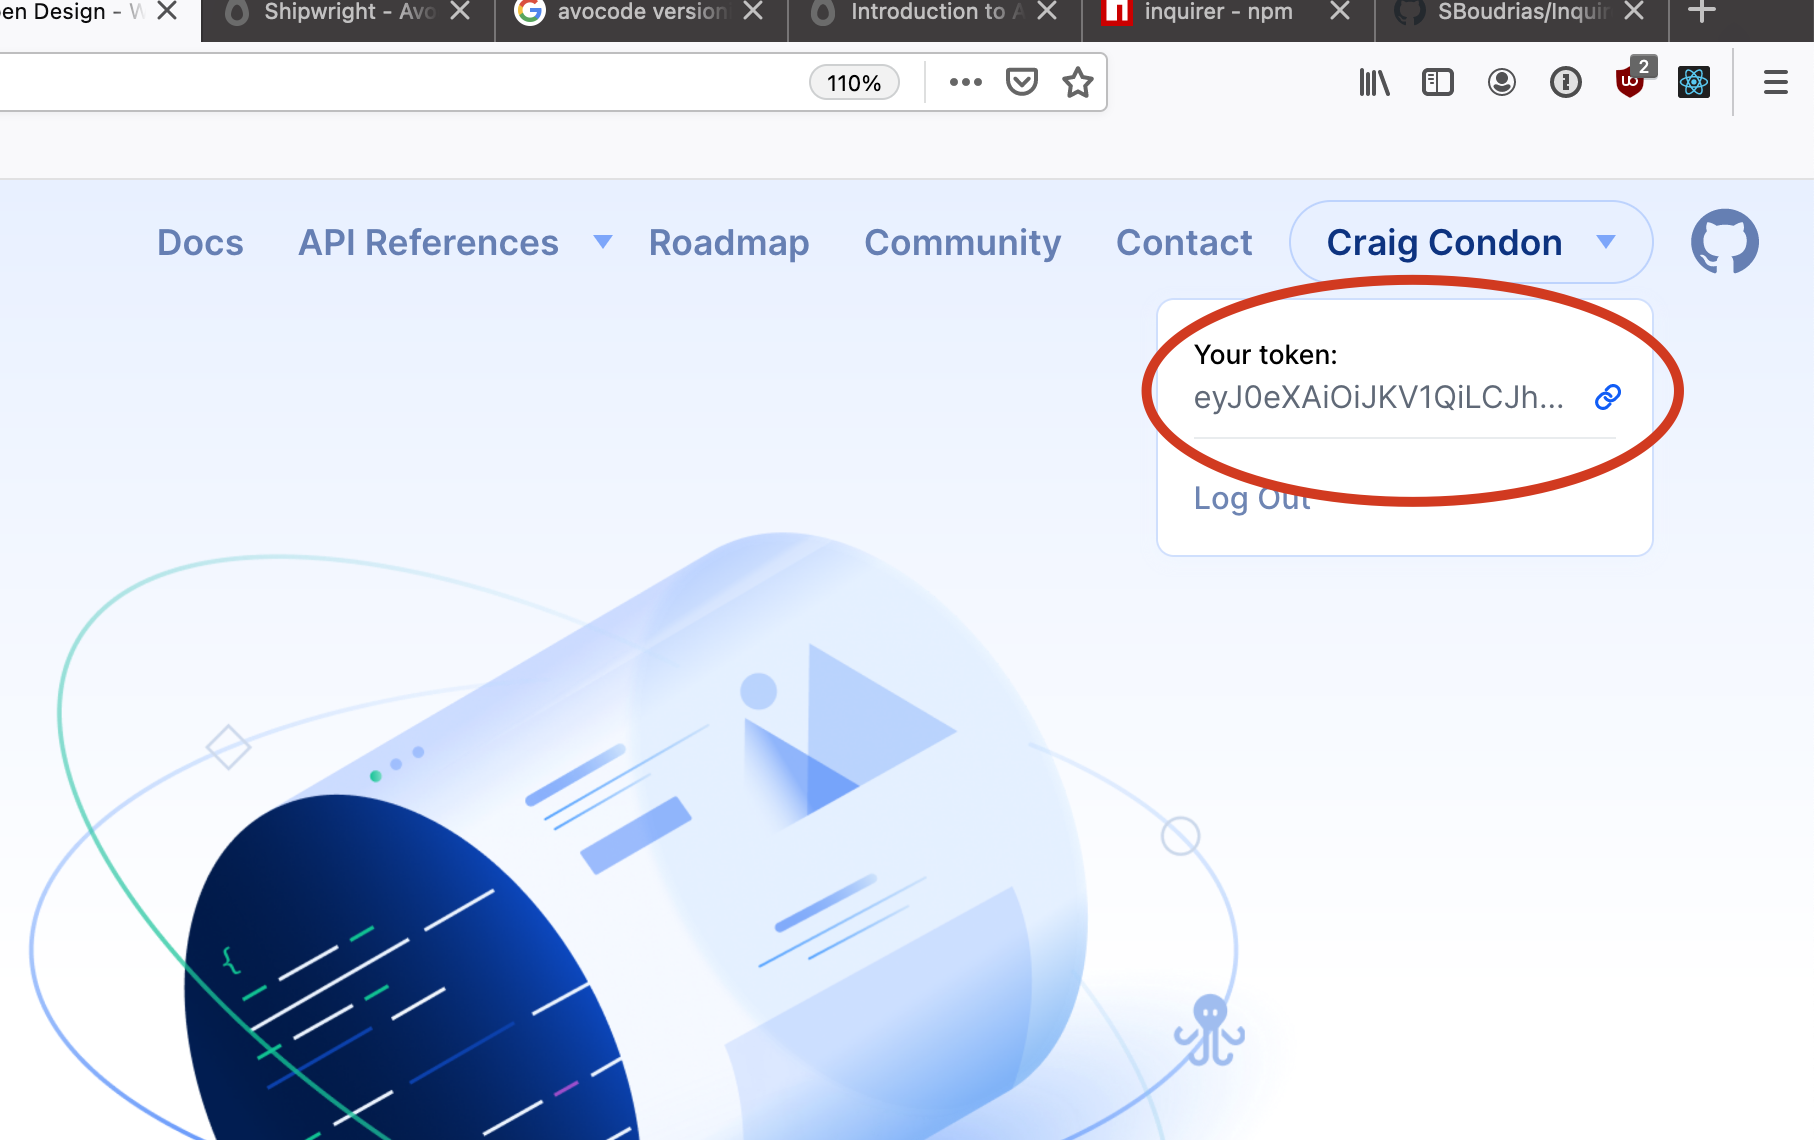 en Design - W
Shipwright - Avo
avocode version
Introduction to A
inquirer - npm
SBoudrias/Inquir
110%
2
Docs
API References
Roadmap
Community
Contact
Craig Condon
Your token:
eyJ0eXAiOiJKV1QiLCJh...
Log Out
{